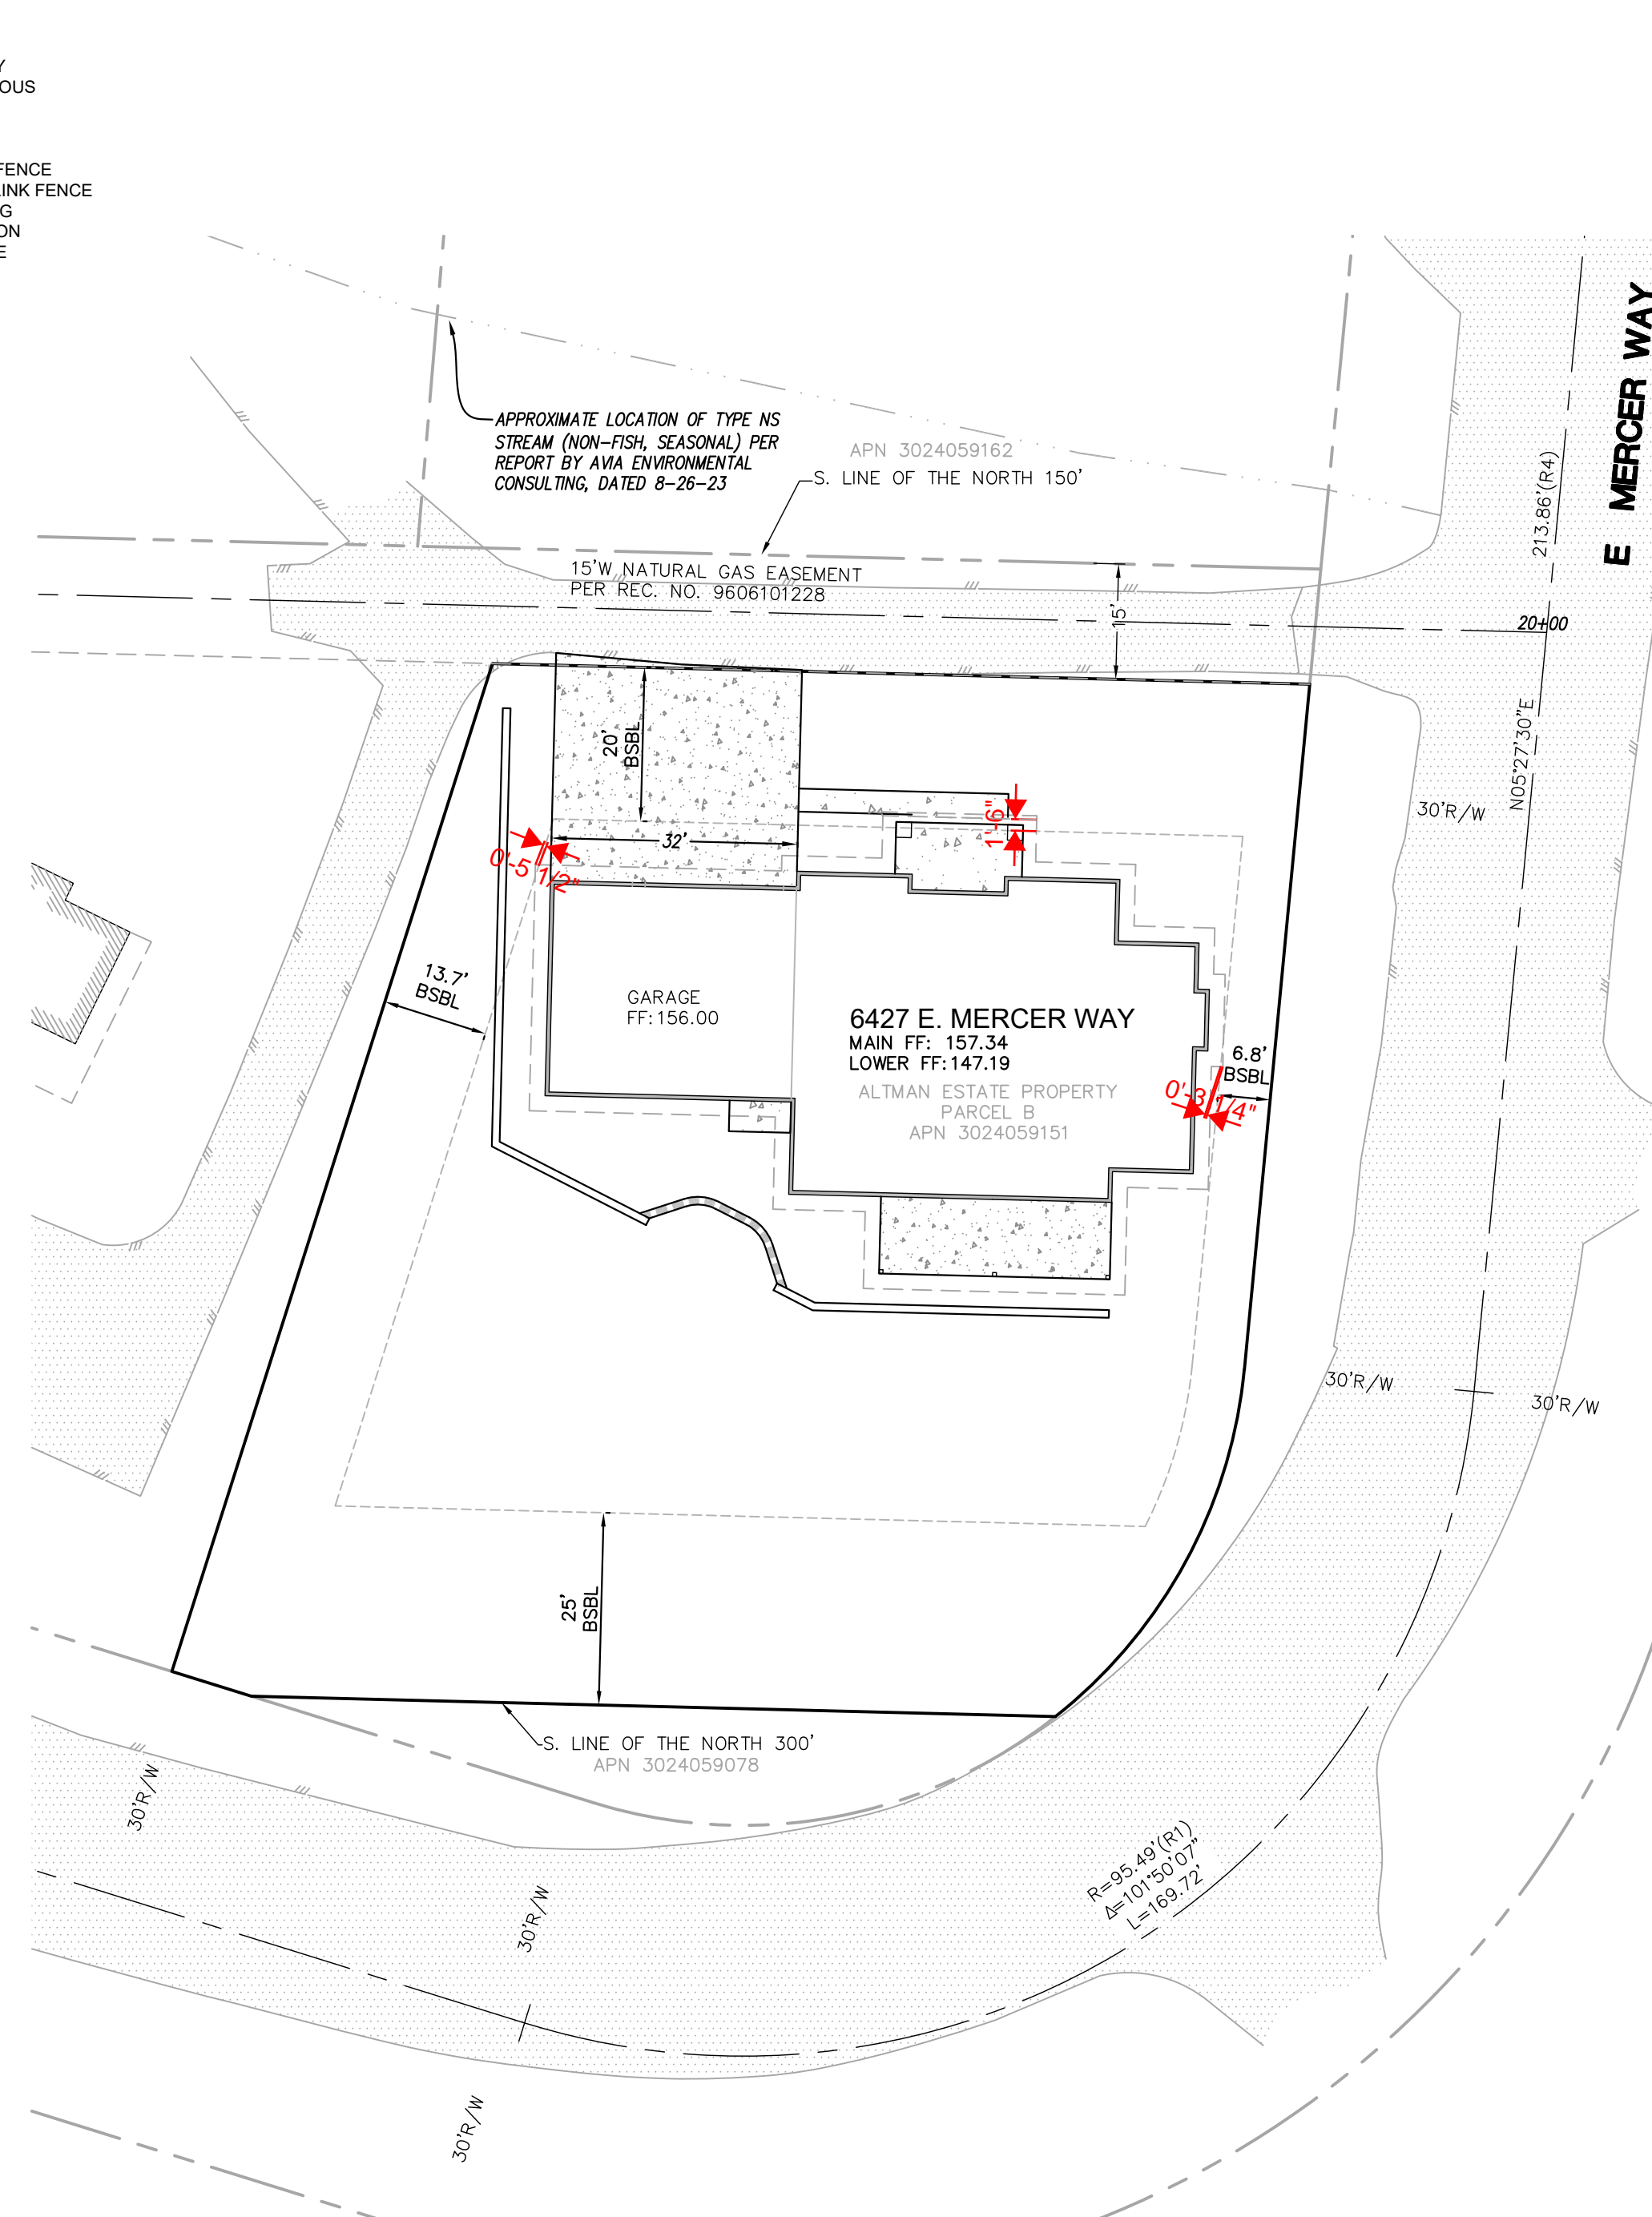 Y
OUS
FENCE
LINK FENCE
G
ON
E
E MERCER WAY
APPROXIMATE LOCATION OF TYPE NS
STREAM (NON-FISH, SEASONAL) PER
REPORT BY AVIA ENVIRONMENTAL
CONSULTING, DATED 8-26-23
APN 3024059162
S. LINE OF THE NORTH 150'
213.86'(R4)
15'W NATURAL GAS EASEMENT
PER REC. NO. 9606101228
15'
20+00
20'
BSBL
N05°27'30"E
30'R/W
1'-6"
32'
0'-5 1/2"
13.7'
BSBL
GARAGE
FF:156.00
6427 E. MERCER WAY
MAIN FF: 157.34
LOWER FF:147.19
6.8'
BSBL
0'-3 1/4"
ALTMAN ESTATE PROPERTY
PARCEL B
APN 3024059151
30'R/W
30'R/W
25'
BSBL
S. LINE OF THE NORTH 300'
APN 3024059078
30'R/W
R=95.49'(R1)
Δ=101°50'07"
L=169.72'
30'R/W
30'R/W